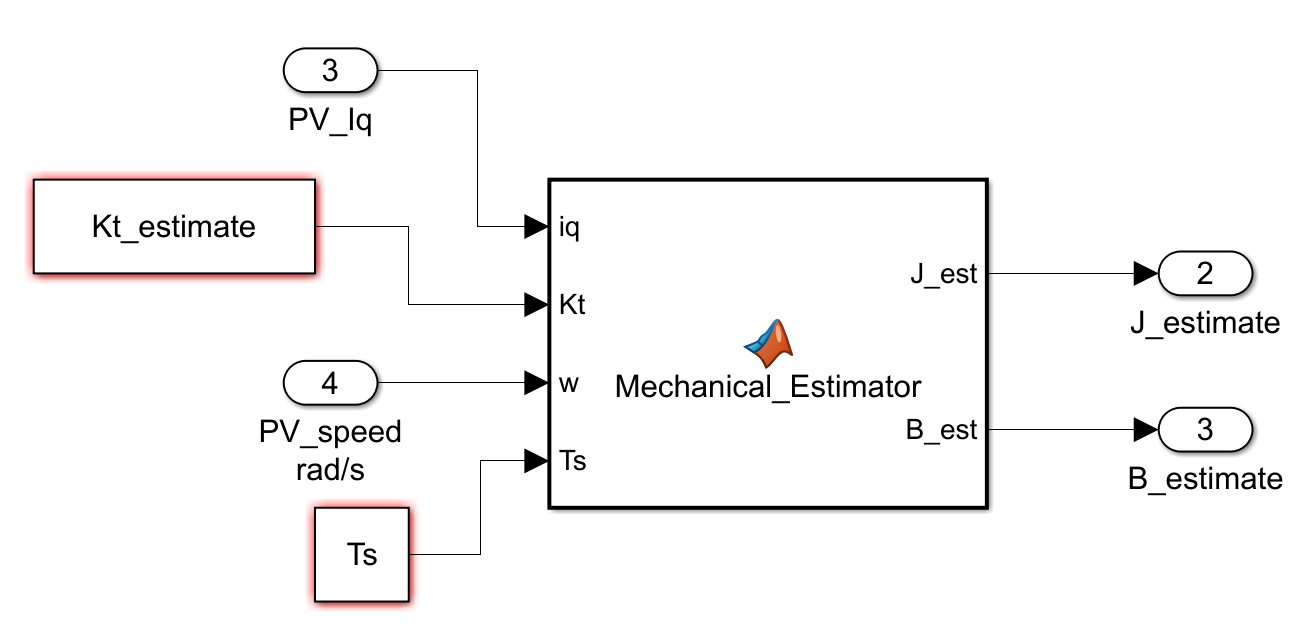 3
PV_Iq
Kt_estimate
iq
Kt
4
PV_speed
rad/s
w
Ts
Ts
Mechanical_Estimator
J_est
B_est
2
J_estimate
3
B_estimate